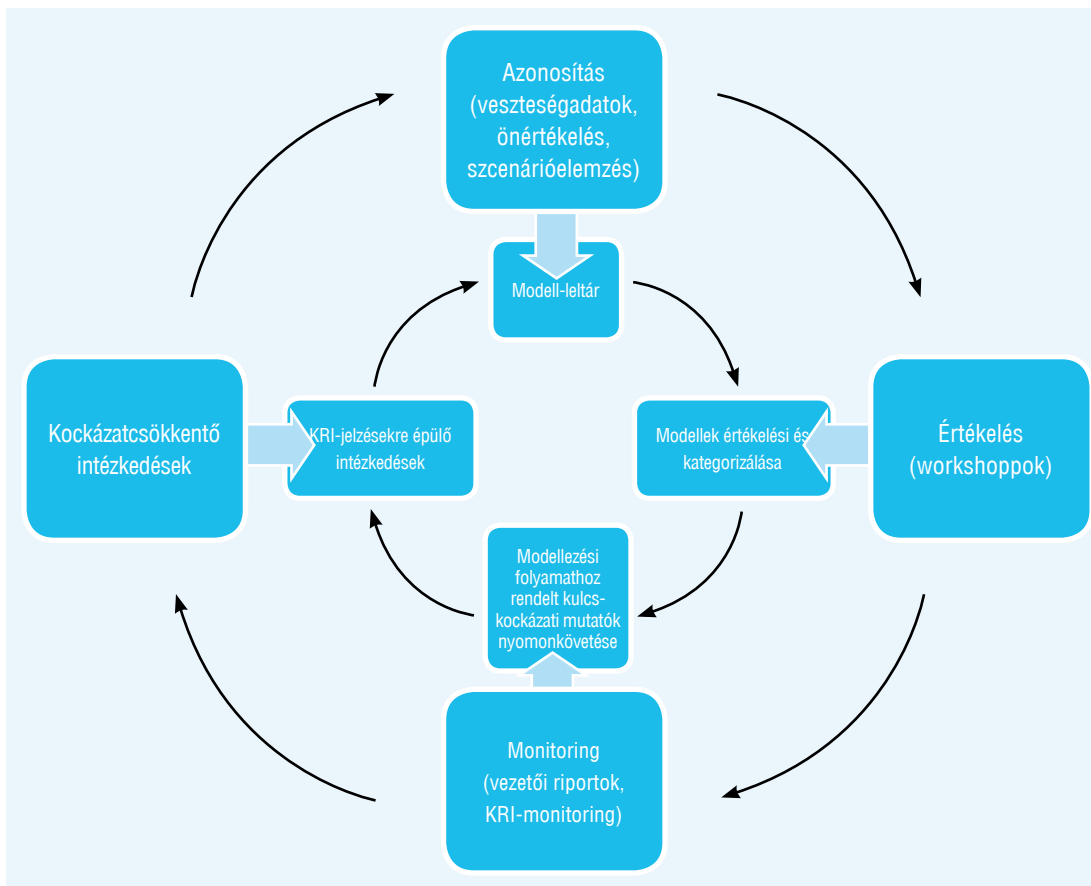 Azonosítás
(veszteségadatok,
önértékelés,
szcenárióelemzés)
Modell-leltár
Kockázatcsökkentő
intézkedések
KRI-jelzésekre épülő
intézkedések
Modellek értékelési és
kategorizálása
Értékelés
(workshoppok)
Modellezési
folyamathoz
rendelt kulcs-
kockázati mutatók
nyomonkövetése
Monitoring
(vezetői riportok,
KRI-monitoring)